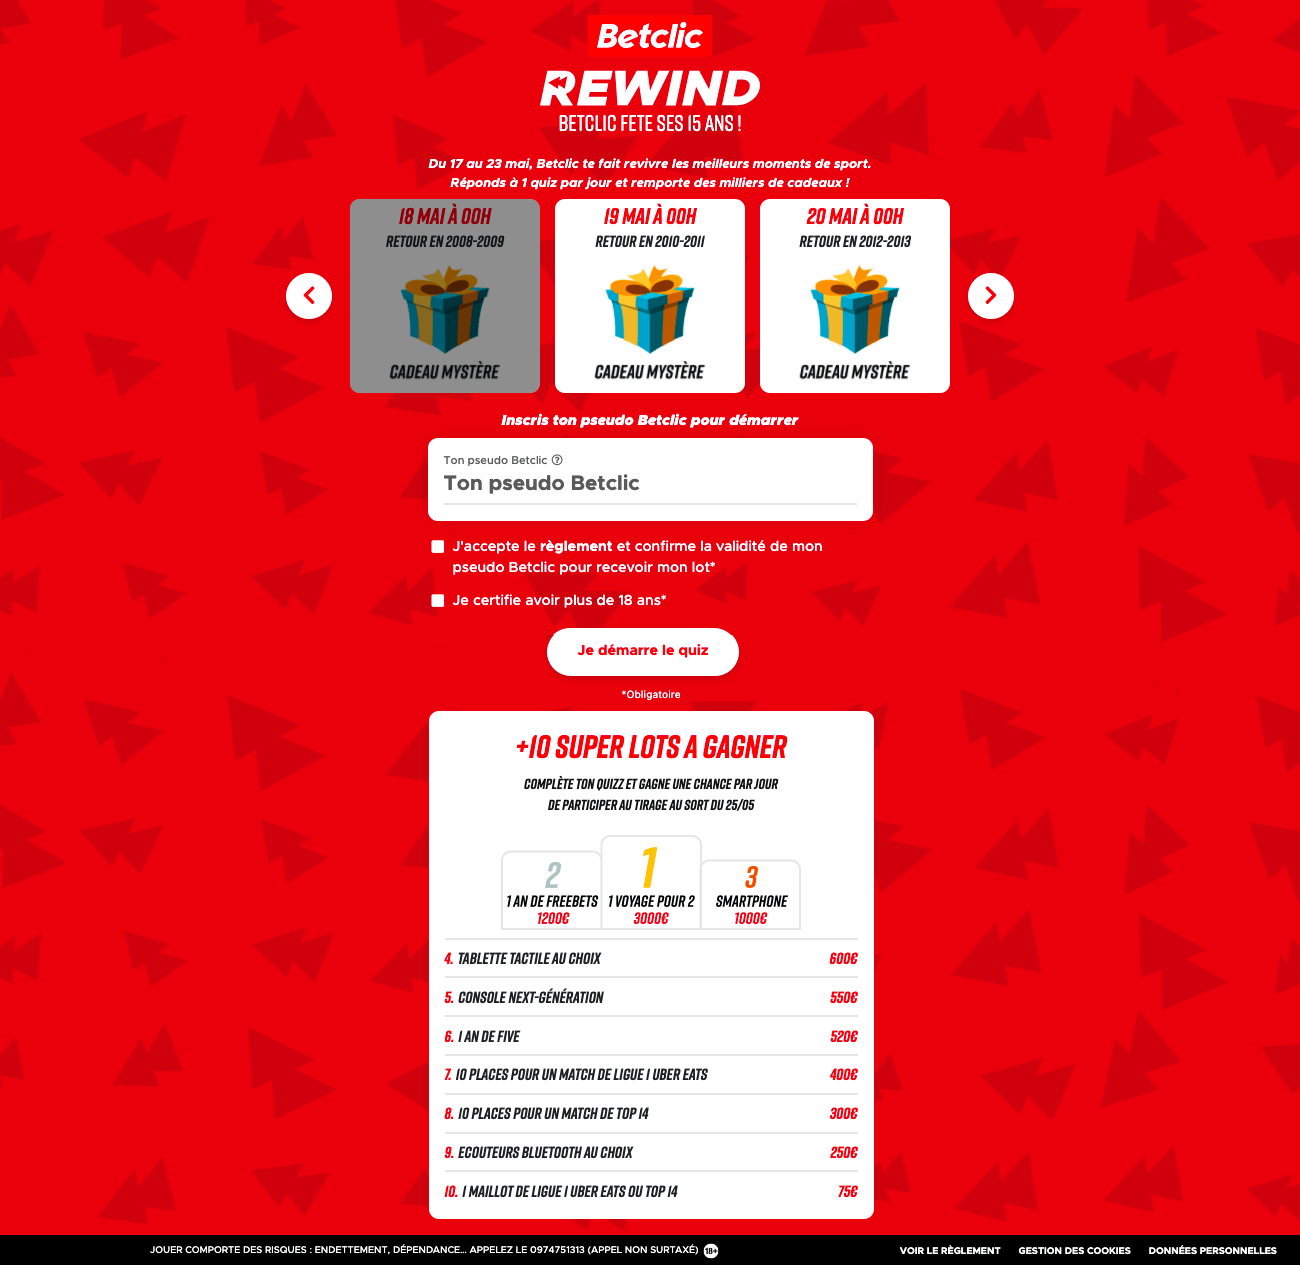 Betclic
REWIND
BETCLIC FETE SES 15 ANS !
Du 17 au 23 mai, Betclic te fait revivre les meilleurs moments de sport.
Réponds à 1 quiz par jour et remporte des milliers de cadeaux !
18 MAI À 00H
RETOUR EN 2008-2009
CADEAU MYSTÈRE
19 MAI À 00H
RETOUR EN 2010-2011
CADEAU MYSTÈRE
20 MAI À 00H
RETOUR EN 2012-2013
CADEAU MYSTÈRE
Inscris ton pseudo Betclic pour démarrer
Ton pseudo Betclic ?
Ton pseudo Betclic
J'accepte le règlement et confirme la validité de mon
pseudo Betclic pour recevoir mon lot*
Je certifie avoir plus de 18 ans*
Je démarre le quiz
*Obligatoire
+10 SUPER LOTS A GAGNER
COMPLÈTE TON QUIZZ ET GAGNE UNE CHANCE PAR JOUR
DE PARTICIPER AU TIRAGE AU SORT DU 25/05
2
1 AN DE FREEBETS
1200€
1
1 VOYAGE POUR 2
3000€
3
SMARTPHONE
1000€
4. TABLETTE TACTILE AU CHOIX 600€
5. CONSOLE NEXT-GÉNÉRATION 550€
6. 1 AN DE FIVE 520€
7. 10 PLACES POUR UN MATCH DE LIGUE 1 UBER EATS 400€
8. 10 PLACES POUR UN MATCH DE TOP 14 300€
9. ECOUTEURS BLUETOOTH AU CHOIX 250€
10. 1 MAILLOT DE LIGUE 1 UBER EATS OU TOP 14 75€
JOUER COMPORTE DES RISQUES : ENDETTEMENT, DÉPENDANCE... APPELEZ LE 0974751313 (APPEL NON SURTAXÉ) 18+
VOIR LE RÈGLEMENT GESTION DES COOKIES DONNÉES PERSONNELLES